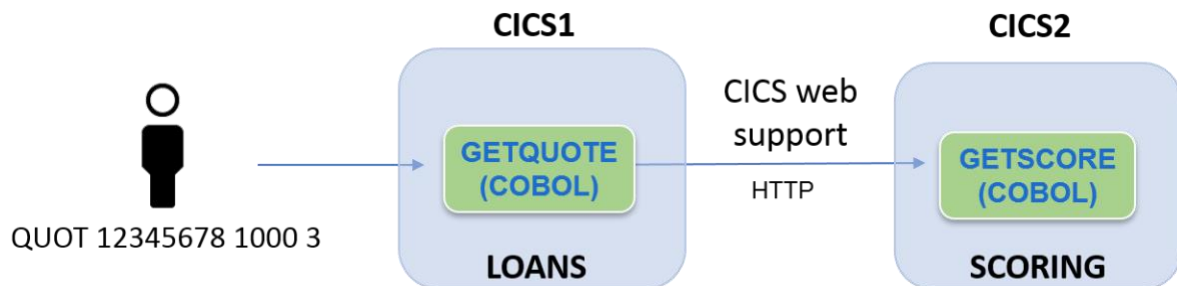 CICS1
CICS2
CICS web
support
HTTP
GETQUOTE
(COBOL)
GETSCORE
(COBOL)
QUOT 12345678 1000 3
LOANS
SCORING